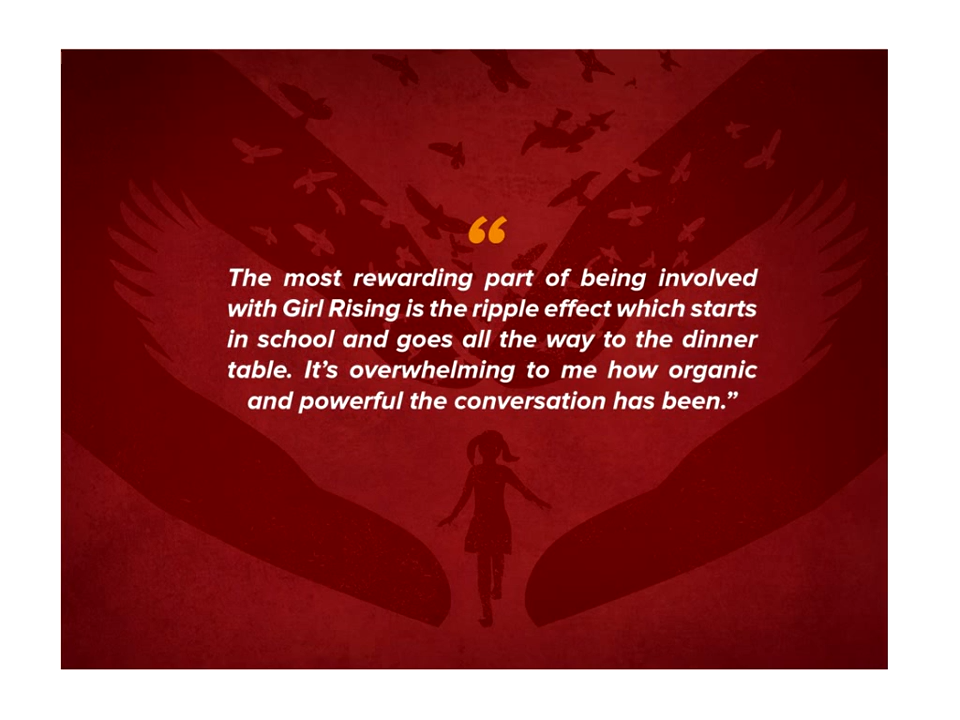 “
The most rewarding part of being involved
with Girl Rising is the ripple effect which starts
in school and goes all the way to the dinner
table. It’s overwhelming to me how organic
and powerful the conversation has been.”